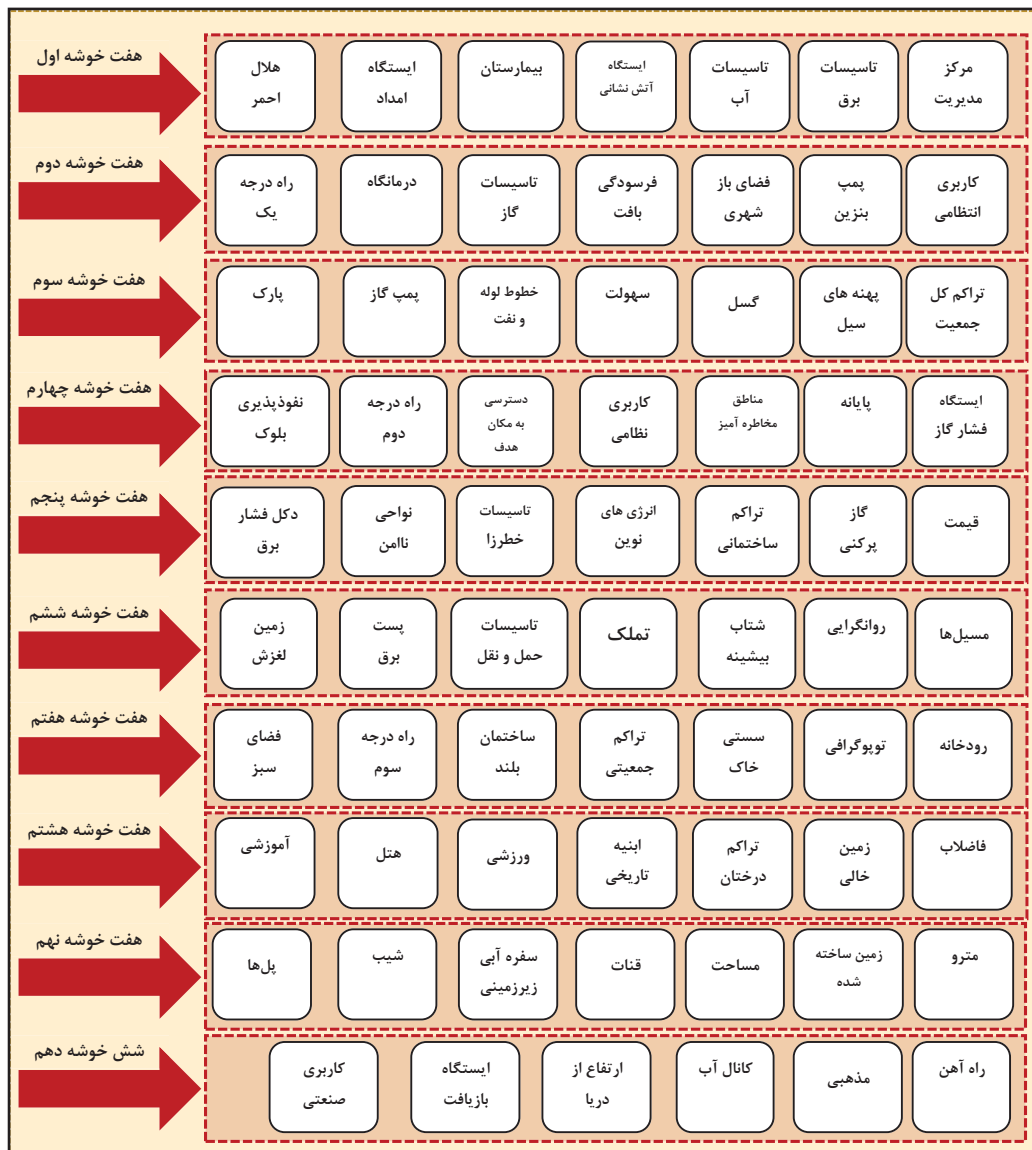 هفت خوشه اول
مرکز
مدیریت
تاسیسات
برق
تاسیسات
آب
ایستگاه
آتش نشانی
بیمارستان
ایستگاه
امداد
هلال
احمر
هفت خوشه دوم
کاربری
انتظامی
پمپ
بنزین
فضای باز
شهری
فرسودگی
بافت
تاسیسات
گاز
درمانگاه
راه درجه
یک
هفت خوشه سوم
تراکم کل
جمعیت
پهنه های
سیل
گسل
سهولت
خطوط لوله
و نفت
پمپ گاز
پارک
هفت خوشه چهارم
ایستگاه
فشار گاز
پایانه
مناطق
مخاطره آمیز
کاربری
نظامی
دسترسی
به مکان
هدف
راه درجه
دوم
نفوذپذیری
بلوک
هفت خوشه پنجم
قیمت
گاز
پرکنی
تراکم
ساختمانی
انرژی های
نوین
تاسیسات
خطرزا
نواحی
ناامن
دکل فشار
برق
هفت خوشه ششم
مسیل‌ها
روانگرایی
شتاب
بیشینه
تملک
تاسیسات
حمل و نقل
پست
برق
زمین
لغزش
هفت خوشه هفتم
رودخانه
توپوگرافی
سستی
خاک
تراکم
جمعیتی
ساختمان
بلند
راه درجه
سوم
فضای
سبز
هفت خوشه هشتم
فاضلاب
زمین
خالی
تراکم
درختان
ابنیه
تاریخی
ورزشی
هتل
آموزشی
هفت خوشه نهم
مترو
زمین ساخته
شده
مساحت
قنات
سفره آبی
زیرزمینی
شیب
پل‌ها
شش خوشه دهم
راه آهن
مذهبی
کانال آب
ارتفاع از
دریا
ایستگاه
بازیافت
کاربری
صنعتی